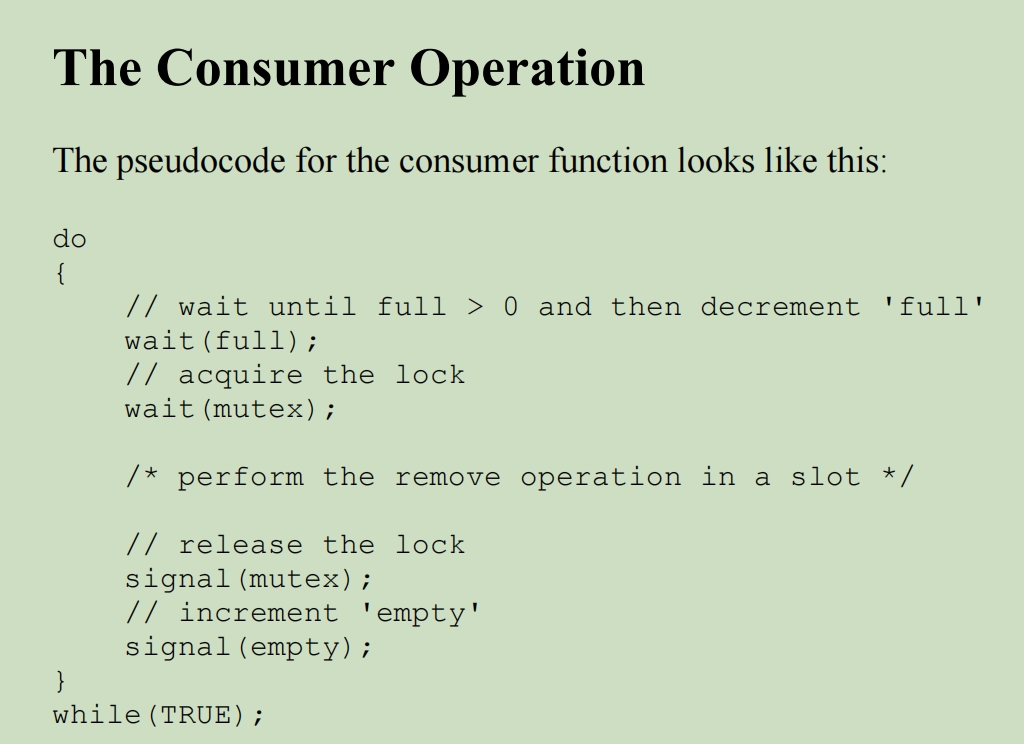 The Consumer Operation
The pseudocode for the consumer function looks like this:
do
{
// wait until full > 0 and then decrement 'full'
wait(full);
// acquire the lock
wait(mutex);
/* perform the remove operation in a slot */
// release the lock
signal(mutex);
// increment 'empty'
signal(empty);
}
while(TRUE);